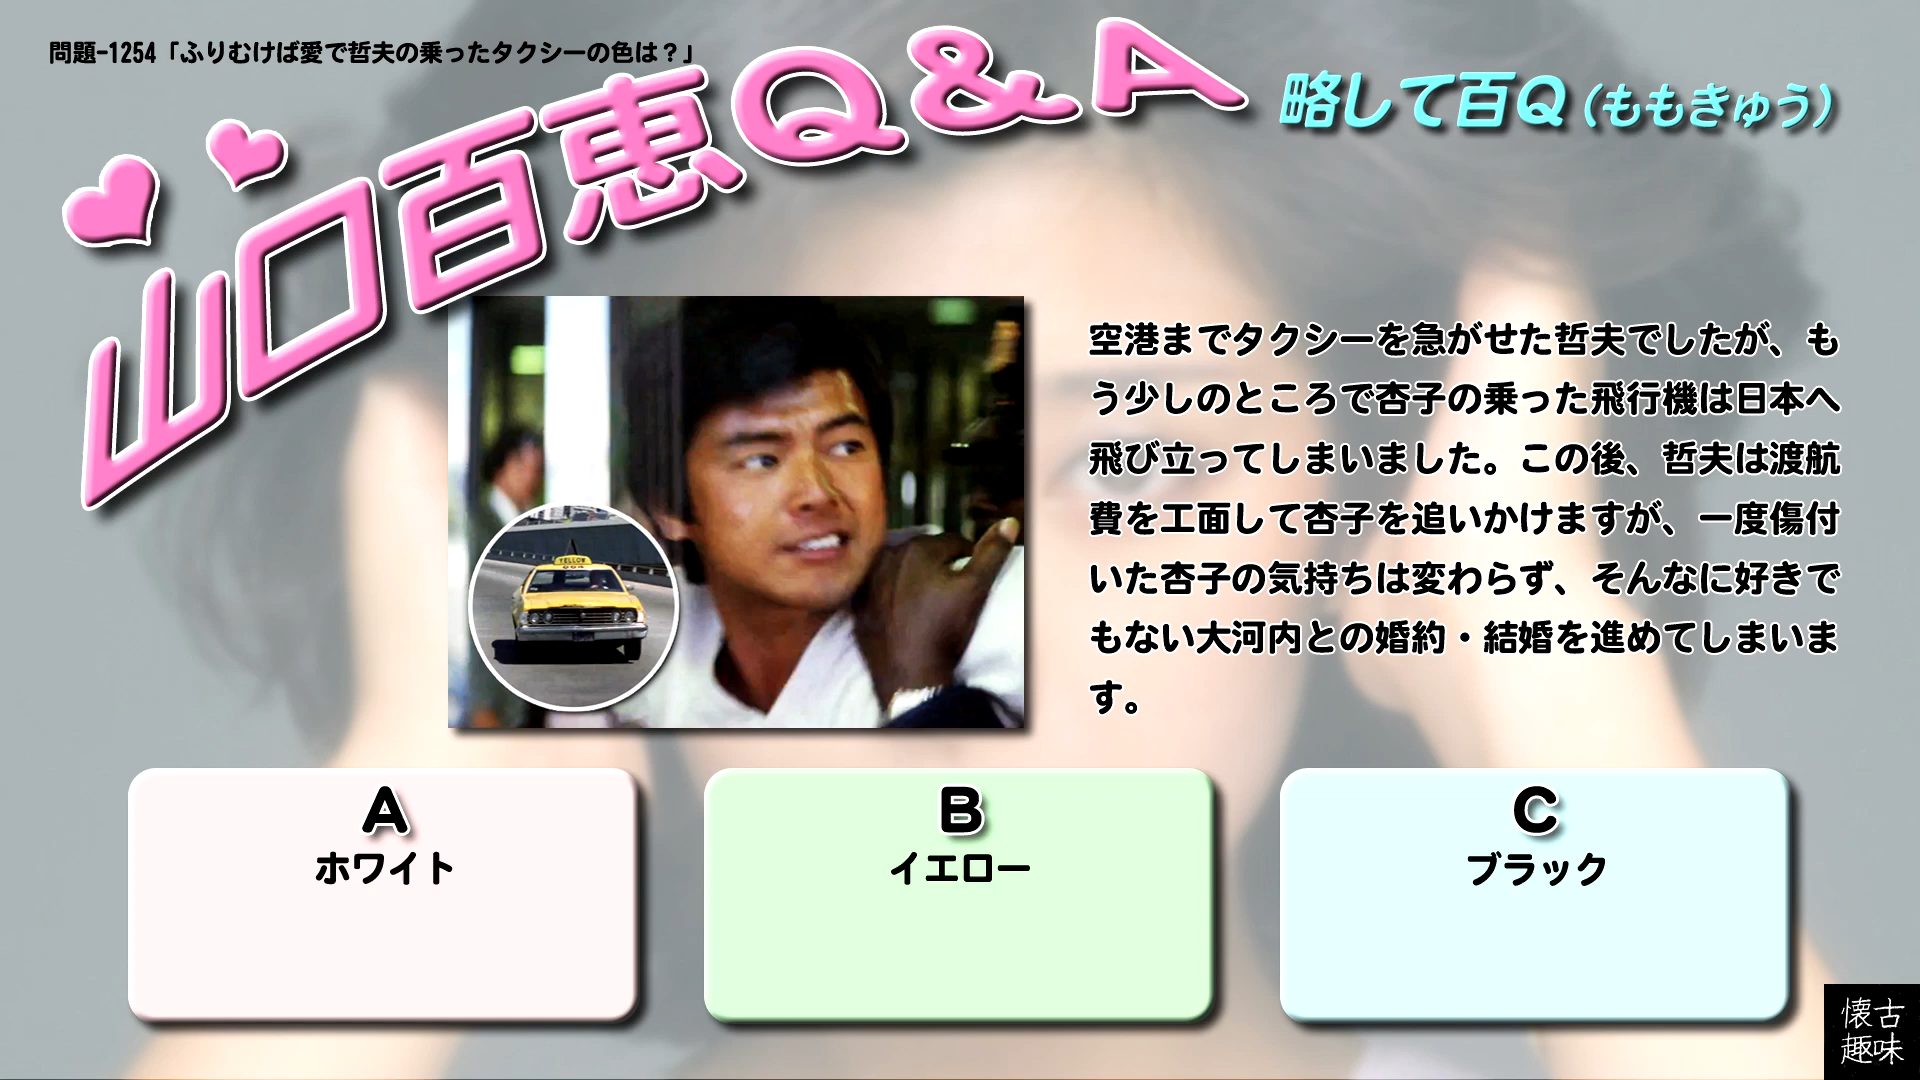 問題-1254「ふりむけば愛で哲夫の乗ったタクシーの色は？」
山口百恵Q&A
略して百Q（ももきゅう）
空港までタクシーを急がせた哲夫でしたが、も
う少しのところで杏子の乗った飛行機は日本へ
飛び立ってしまいました。この後、哲夫は渡航
費を工面して杏子を追いかけますが、一度傷付
いた杏子の気持ちは変わらず、そんなに好きで
もない大河内との婚約・結婚を進めてしまいま
す。
YELLOW
A
ホワイト
B
イエロー
C
ブラック
懐古
趣味